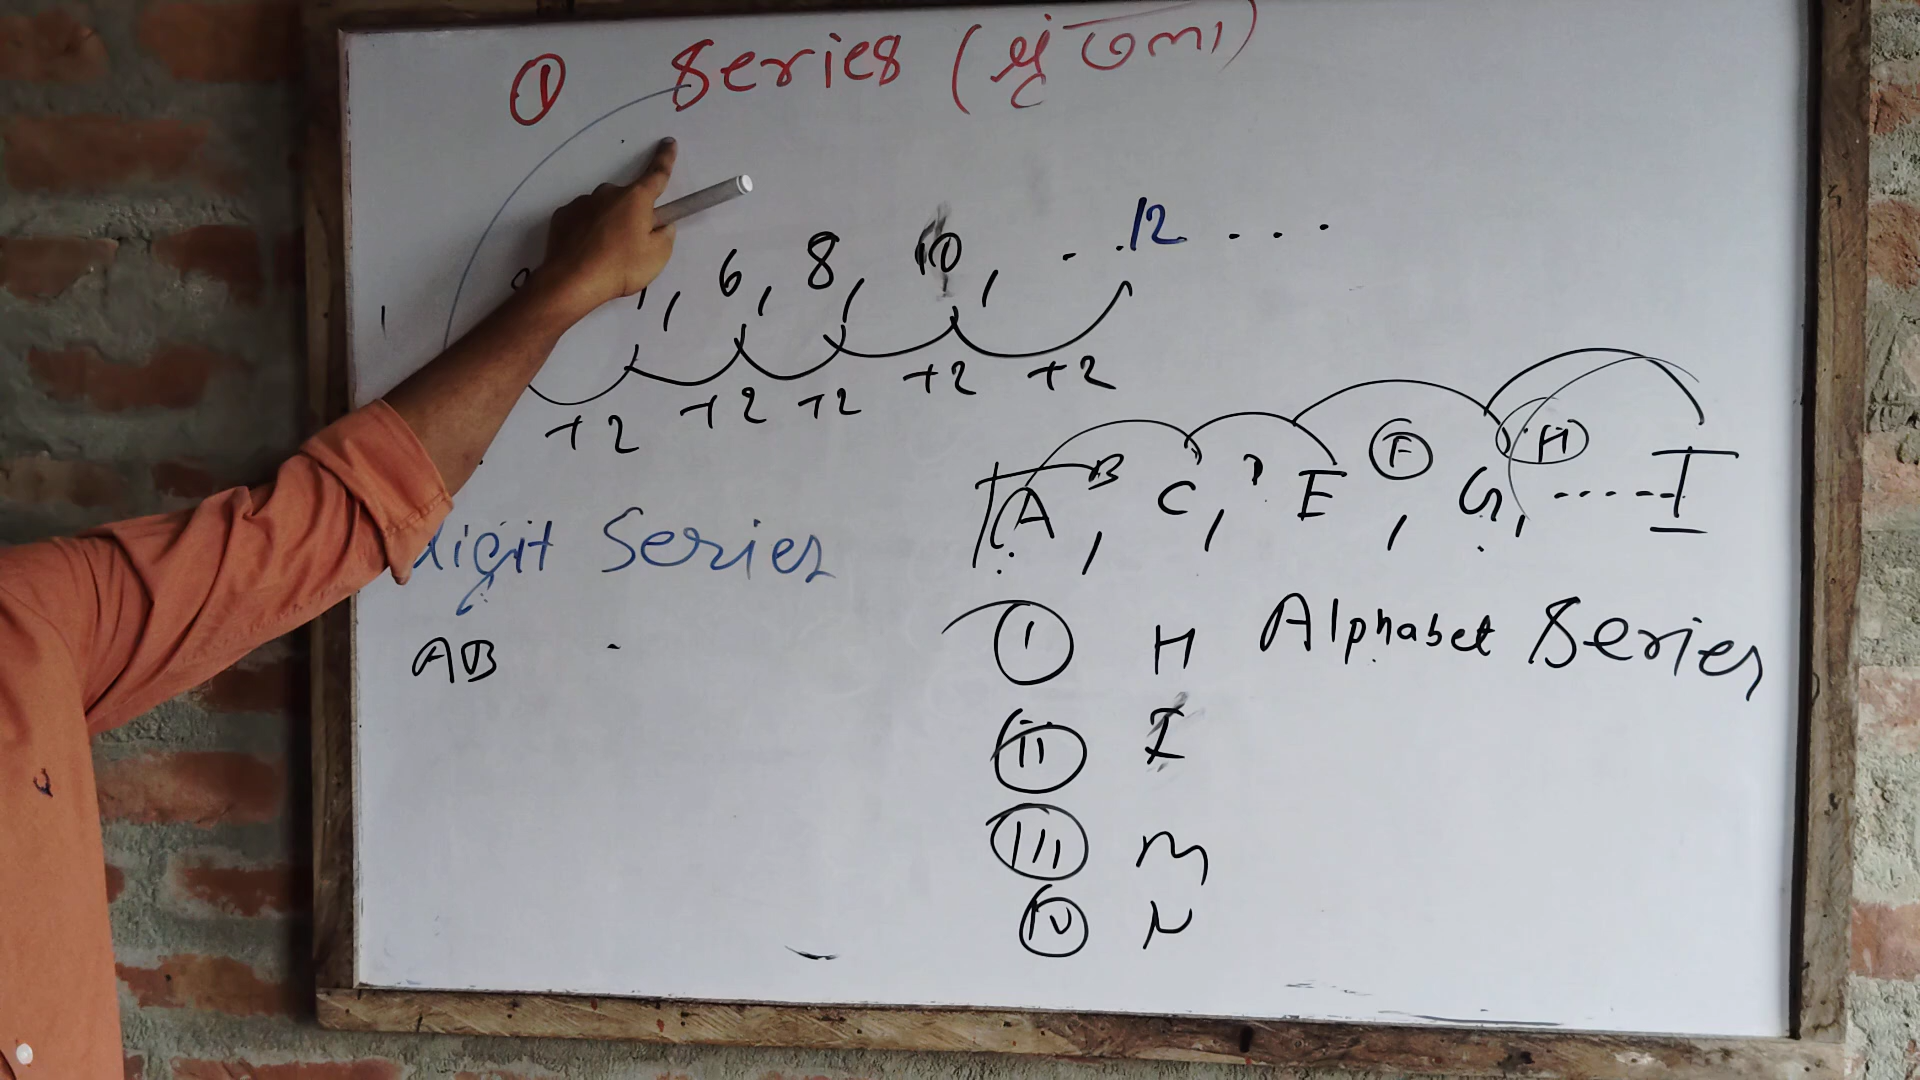 ① Series (শৃংতলা)
6, 8, 10, . . 12 . . .
+2 +2 +2 +2 +2
A B, C, D E, F G, H ----- I
digit Series
AB
Alphabet Series
(i) H
(ii) I
(iii) M
(iv) N